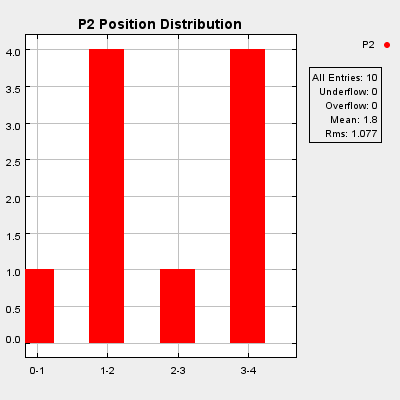 P2 Position Distribution
P2
All Entries: 10
Underflow: 0
Overflow: 0
Mean: 1.8
Rms: 1.077
4.0
3.5
3.0
2.5
2.0
1.5
1.0
0.5
0.0
0-1 1-2 2-3 3-4